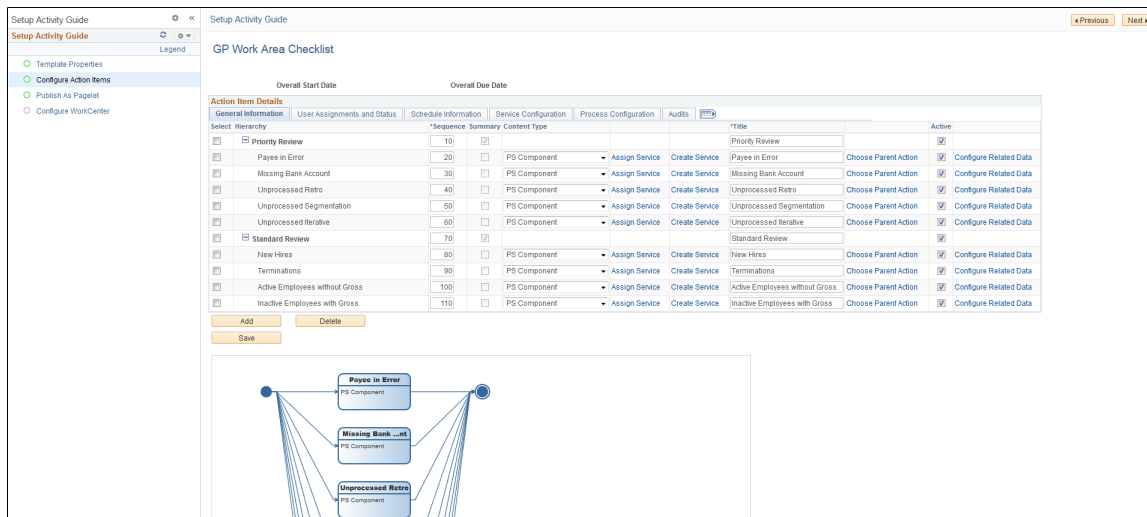 Setup Activity Guide «
Setup Activity Guide
Legend
Template Properties
Configure Action Items
Publish As Pagelet
Configure WorkCenter
Setup Activity Guide Previous Next
GP Work Area Checklist
Overall Start Date Overall Due Date
Action Item Details
General Information User Assignments and Status Schedule Information Service Configuration Process Configuration Audits
Select Hierarchy *Sequence Summary Content Type *Title Active
Priority Review 10 Priority Review
Payee in Error 20 PS Component Assign Service Create Service Payee in Error Choose Parent Action Configure Related Data
Missing Bank Account 30 PS Component Assign Service Create Service Missing Bank Account Choose Parent Action Configure Related Data
Unprocessed Retro 40 PS Component Assign Service Create Service Unprocessed Retro Choose Parent Action Configure Related Data
Unprocessed Segmentation 50 PS Component Assign Service Create Service Unprocessed Segmentation Choose Parent Action Configure Related Data
Unprocessed Iterative 60 PS Component Assign Service Create Service Unprocessed Iterative Choose Parent Action Configure Related Data
Standard Review 70 Standard Review
New Hires 80 PS Component Assign Service Create Service New Hires Choose Parent Action Configure Related Data
Terminations 90 PS Component Assign Service Create Service Terminations Choose Parent Action Configure Related Data
Active Employees without Gross 100 PS Component Assign Service Create Service Active Employees without Gross Choose Parent Action Configure Related Data
Inactive Employees with Gross 110 PS Component Assign Service Create Service Inactive Employees with Gross Choose Parent Action Configure Related Data
Add Delete
Save
Payee in Error
PS Component
Missing Bank ...nt
PS Component
Unprocessed Retro
PS Component